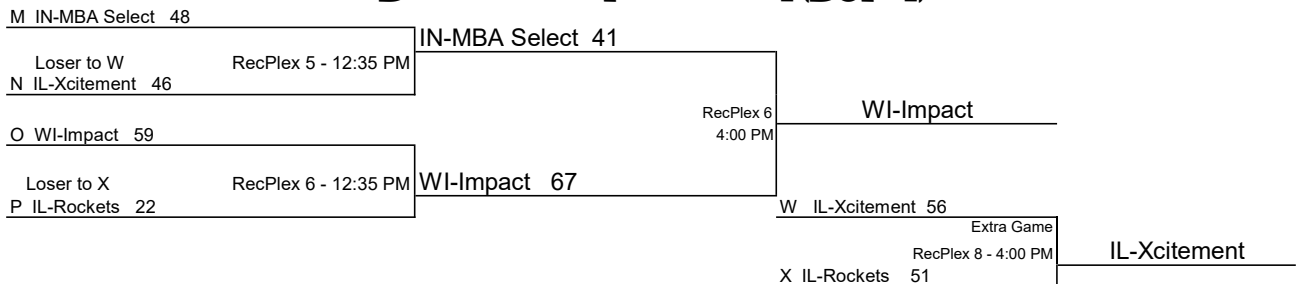 M IN-MBA Select 48
IN-MBA Select 41
Loser to W RecPlex 5 - 12:35 PM
N IL-Xcitement 46
RecPlex 6 WI-Impact
O WI-Impact 59 4:00 PM
Loser to X RecPlex 6 - 12:35 PM WI-Impact 67
P IL-Rockets 22 W IL-Xcitement 56
Extra Game
RecPlex 8 - 4:00 PM IL-Xcitement
X IL-Rockets 51